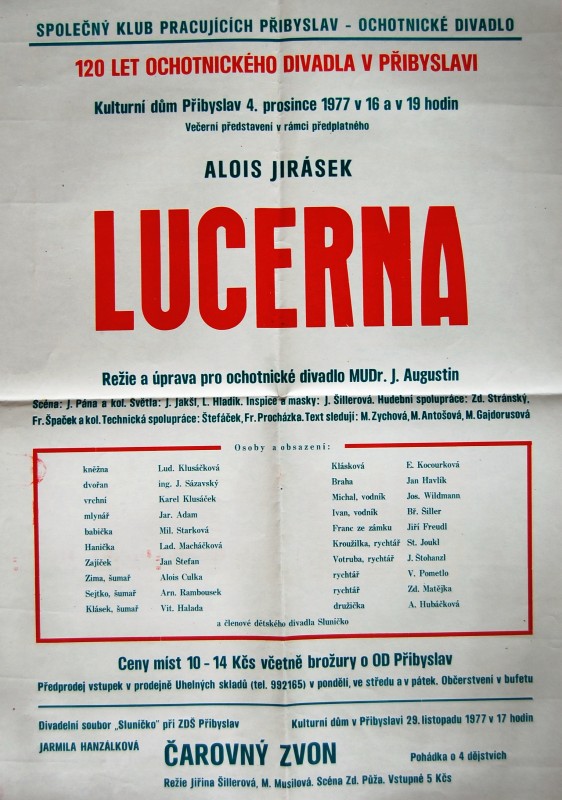 SPOLEČNÝ KLUB PRACUJÍCÍCH PŘIBYSLAV - OCHOTNICKÉ DIVADLO
120 LET OCHOTNICKÉHO DIVADLA V PŘIBYSLAVI
Kulturní dům Přibyslav 4. prosince 1977 v 16 a v 19 hodin
Večerní představení v rámci předplatného
ALOIS JIRÁSEK
LUCERNA
Režie a úprava pro ochotnické divadlo MUDr. J. Augustin
Scéna: J. Pána a kol. Světla: J. Jakší, L. Hladík. Inspice a masky: J. Šillerová. Hudební spolupráce: Zd. Stránský,
Fr. Špaček a kol. Technická spolupráce: Štefáček, Fr. Procházka. Text sledují: M. Zychová, M. Antošová, M. Gajdorusová
Osoby a obsazení:
kněžna Lud. Klusáčková
dvořan ing. J. Sázavský
vrchní Karel Klusáček
mlynář Jar. Adam
babička Mil. Starková
Hanička Lad. Macháčková
Zajíček Jan Štefan
Zima, šumař Alois Culka
Sejtko, šumař Arn. Rambousek
Klásek, šumař Vít. Halada
Klásková E. Kocourková
Braha Jan Havlík
Michal, vodník Jos. Wildmann
Ivan, vodník Bř. Šiller
Franc ze zámku Jiří Freudl
Kroužilka, rychtář St. Joukl
Votruba, rychtář J. Štohanzl
rychtář V. Pometlo
rychtář Zd. Matějka
družička A. Hubáčková
a členové dětského divadla Sluníčko
Ceny míst 10 - 14 Kčs včetně brožury o OD Přibyslav
Předprodej vstupek v prodejně Uhelných skladů (tel. 992165) v pondělí, ve středu a v pátek. Občerstvení v bufetu
Divadelní soubor „Sluníčko" při ZDŠ Přibyslav
Kulturní dům v Přibyslavi 29. listopadu 1977 v 17 hodin
JARMILA HANZÁLKOVÁ
ČAROVNÝ ZVON
Pohádka o 4 dějstvích
Režie Jiřina Šillerová, M. Musilová. Scéna Zd. Půža. Vstupné 5 Kčs